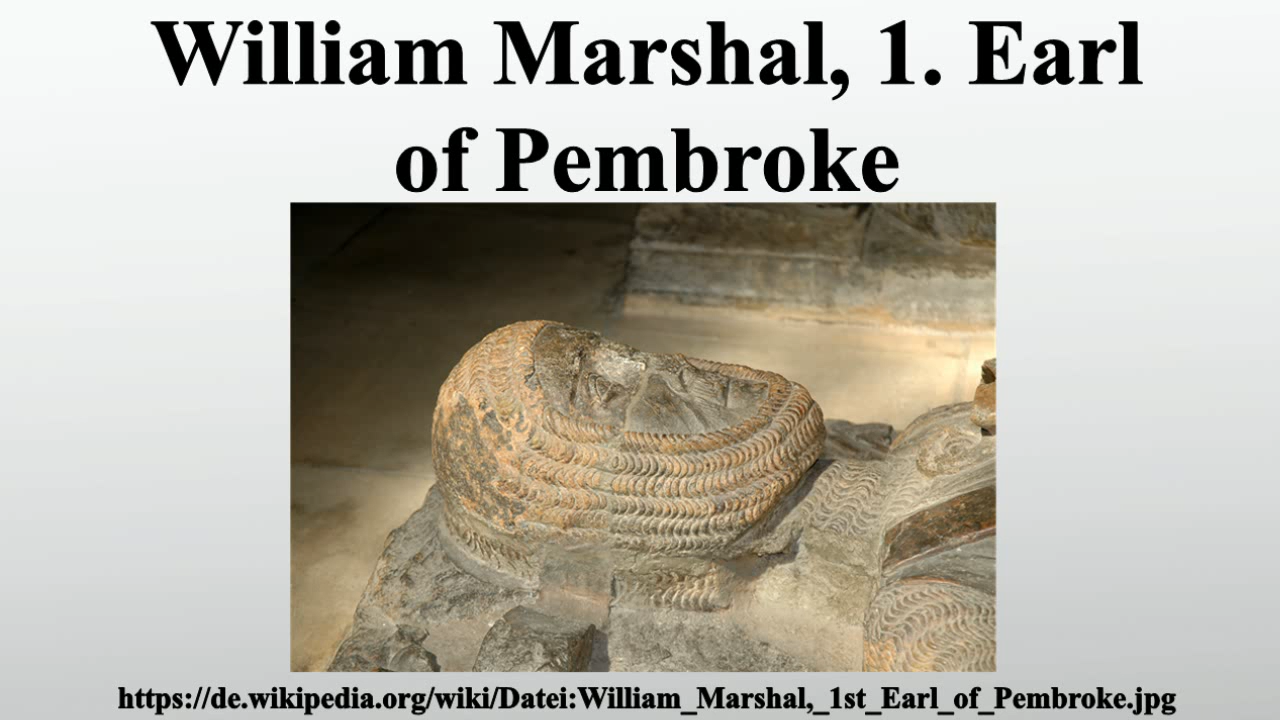 William Marshal, 1. Earl
of Pembroke
https://de.wikipedia.org/wiki/Datei:William_Marshal,_1st_Earl_of_Pembroke.jpg